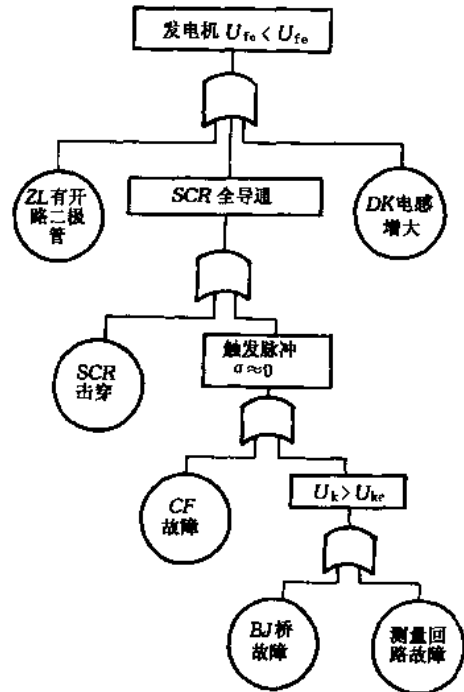 发电机 U_fo < U_fe
ZL有开
路二极
管
SCR 全导通
DK电感
增大
SCR
击穿
触发脉冲
α≈0
CF
故障
U_k > U_ke
BJ桥
故障
测量回
路故障